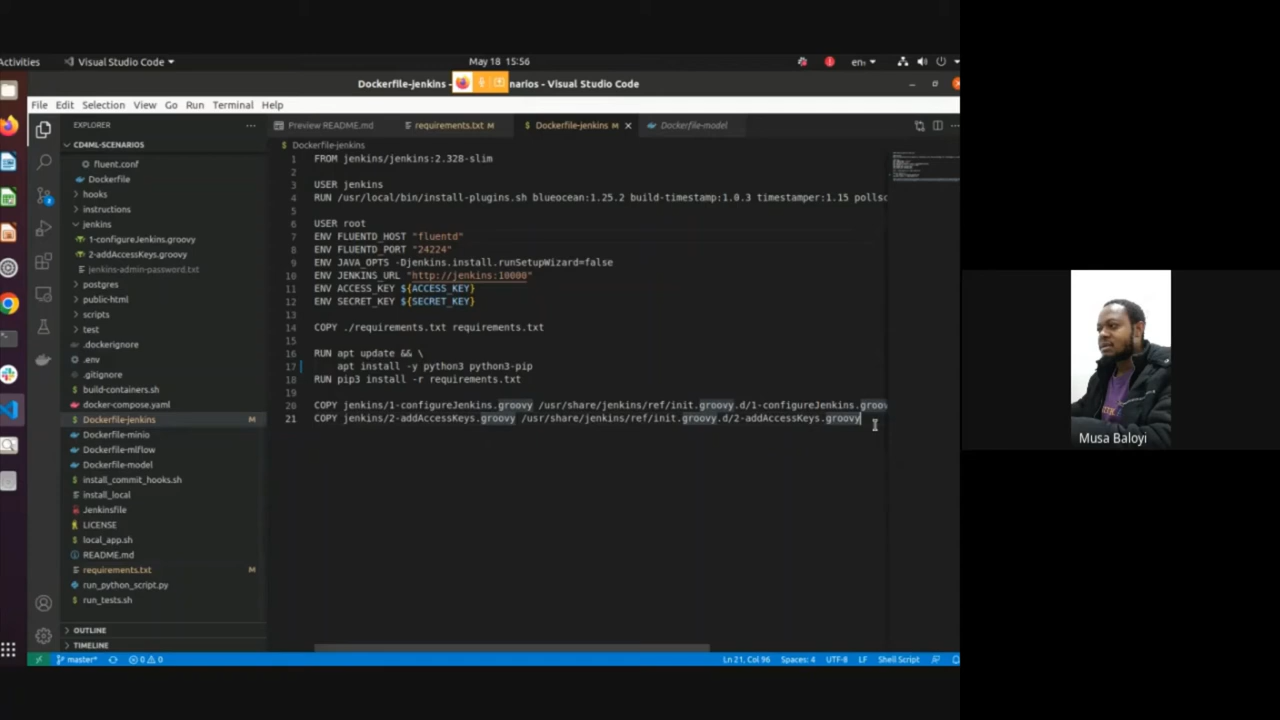 Activities
Visual Studio Code
May 18 15:56
en
Dockerfile-jenkins -
narios - Visual Studio Code
File Edit Selection View Go Run Terminal Help
EXPLORER
Preview README.md
requirements.txt M
Dockerfile-jenkins M
Dockerfile-model
CD4ML-SCENARIOS
fluent.conf
Dockerfile
hooks
instructions
jenkins
1-configureJenkins.groovy
2-addAccessKeys.groovy
jenkins-admin-password.txt
postgres
public-html
scripts
test
.dockerignore
.env
.gitignore
build-containers.sh
docker-compose.yaml
Dockerfile-jenkins M
Dockerfile-minio
Dockerfile-mlflow
Dockerfile-model
install_commit_hooks.sh
install_local
Jenkinsfile
LICENSE
local_app.sh
README.md
requirements.txt M
run_python_script.py
run_tests.sh
OUTLINE
TIMELINE
Dockerfile-jenkins
1 FROM jenkins/jenkins:2.328-slim
2
3 USER jenkins
4 RUN /usr/local/bin/install-plugins.sh blueocean:1.25.2 build-timestamp:1.0.3 timestamper:1.15 pollsc
5
6 USER root
7 ENV FLUENTD_HOST "fluentd"
8 ENV FLUENTD_PORT "24224"
9 ENV JAVA_OPTS -Djenkins.install.runSetupWizard=false
10 ENV JENKINS_URL "http://jenkins:10000"
11 ENV ACCESS_KEY ${ACCESS_KEY}
12 ENV SECRET_KEY ${SECRET_KEY}
13
14 COPY ./requirements.txt requirements.txt
15
16 RUN apt update && \
17 apt install -y python3 python3-pip
18 RUN pip3 install -r requirements.txt
19
20 COPY jenkins/1-configureJenkins.groovy /usr/share/jenkins/ref/init.groovy.d/1-configureJenkins.groov
21 COPY jenkins/2-addAccessKeys.groovy /usr/share/jenkins/ref/init.groovy.d/2-addAccessKeys.groovy
master* 0 0
Ln 21, Col 96 Spaces: 4 UTF-8 LF Shell Script
Musa Baloyi